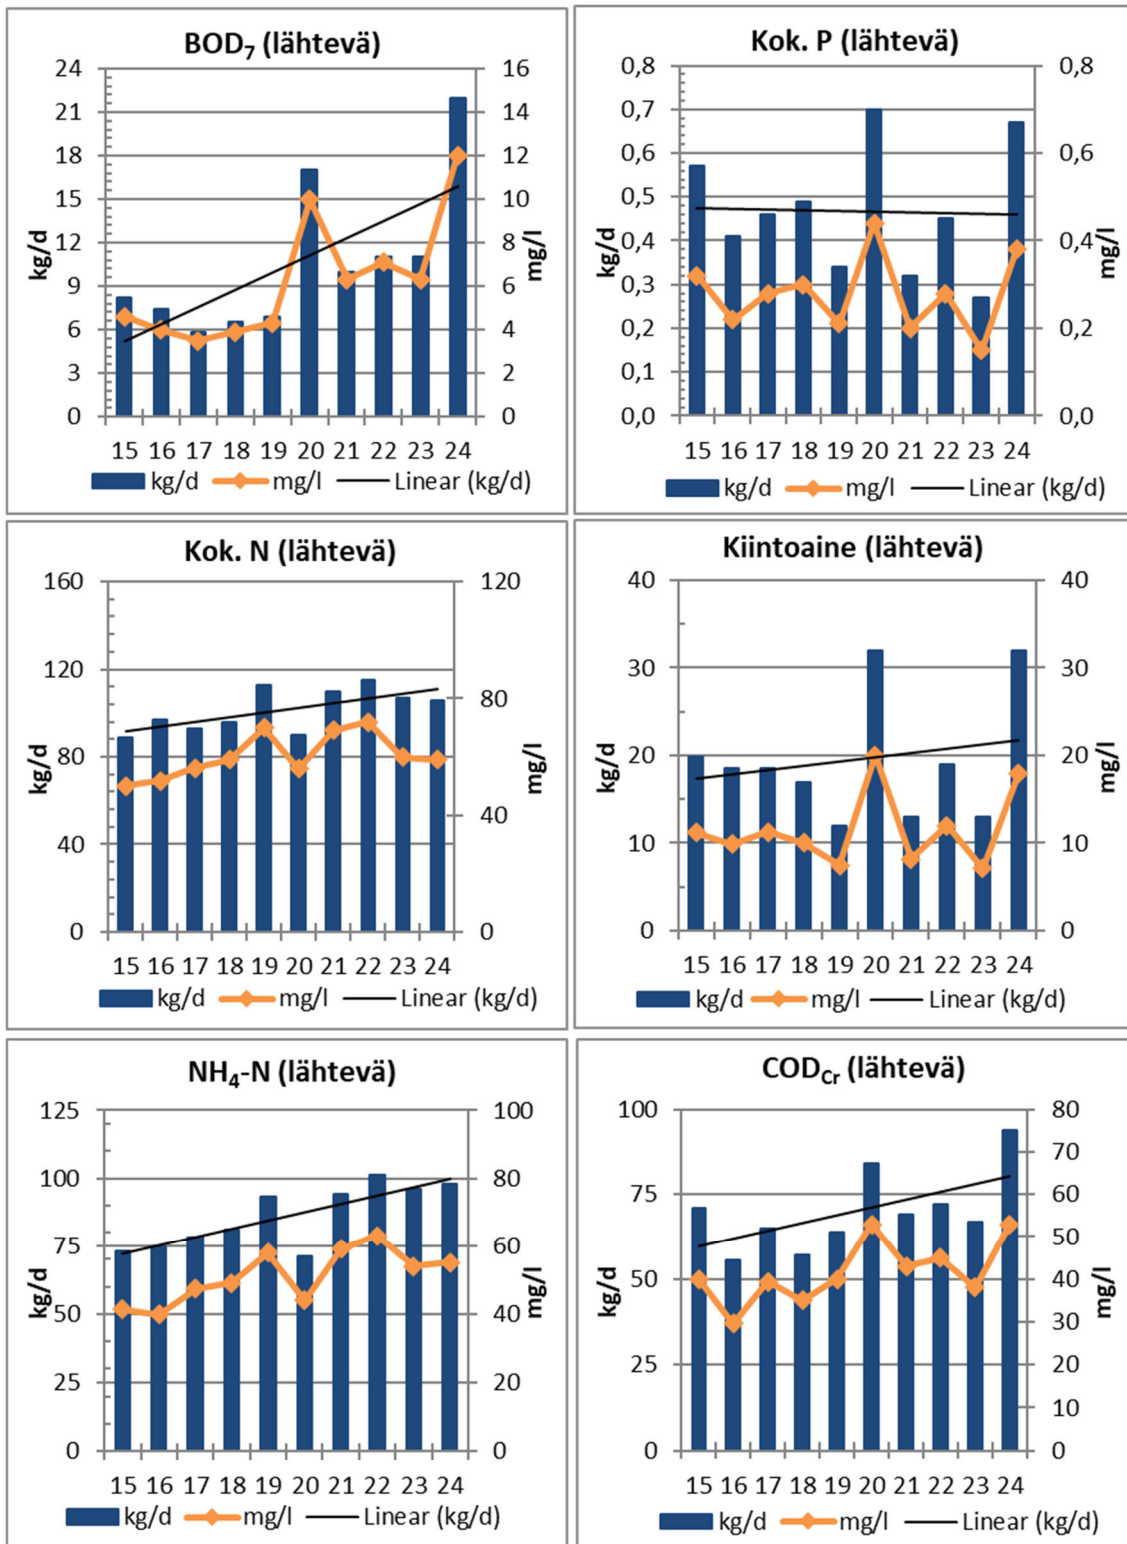 BOD₇ (lähtevä)
24 21 18 15 12 9 6 3 0
kg/d
16 14 12 10 8 6 4 2 0
mg/l
15 16 17 18 19 20 21 22 23 24
kg/d mg/l Linear (kg/d)
Kok. P (lähtevä)
0,8 0,7 0,6 0,5 0,4 0,3 0,2 0,1 0,0
kg/d
0,8 0,6 0,4 0,2 0,0
mg/l
15 16 17 18 19 20 21 22 23 24
kg/d mg/l Linear (kg/d)
Kok. N (lähtevä)
160 120 80 40 0
kg/d
120 80 40 0
mg/l
15 16 17 18 19 20 21 22 23 24
kg/d mg/l Linear (kg/d)
Kiintoaine (lähtevä)
40 30 20 10 0
kg/d
40 30 20 10 0
mg/l
15 16 17 18 19 20 21 22 23 24
kg/d mg/l Linear (kg/d)
NH₄-N (lähtevä)
125 100 75 50 25 0
kg/d
100 80 60 40 20 0
mg/l
15 16 17 18 19 20 21 22 23 24
kg/d mg/l Linear (kg/d)
COD_Cr (lähtevä)
100 75 50 25 0
kg/d
80 70 60 50 40 30 20 10 0
mg/l
15 16 17 18 19 20 21 22 23 24
kg/d mg/l Linear (kg/d)